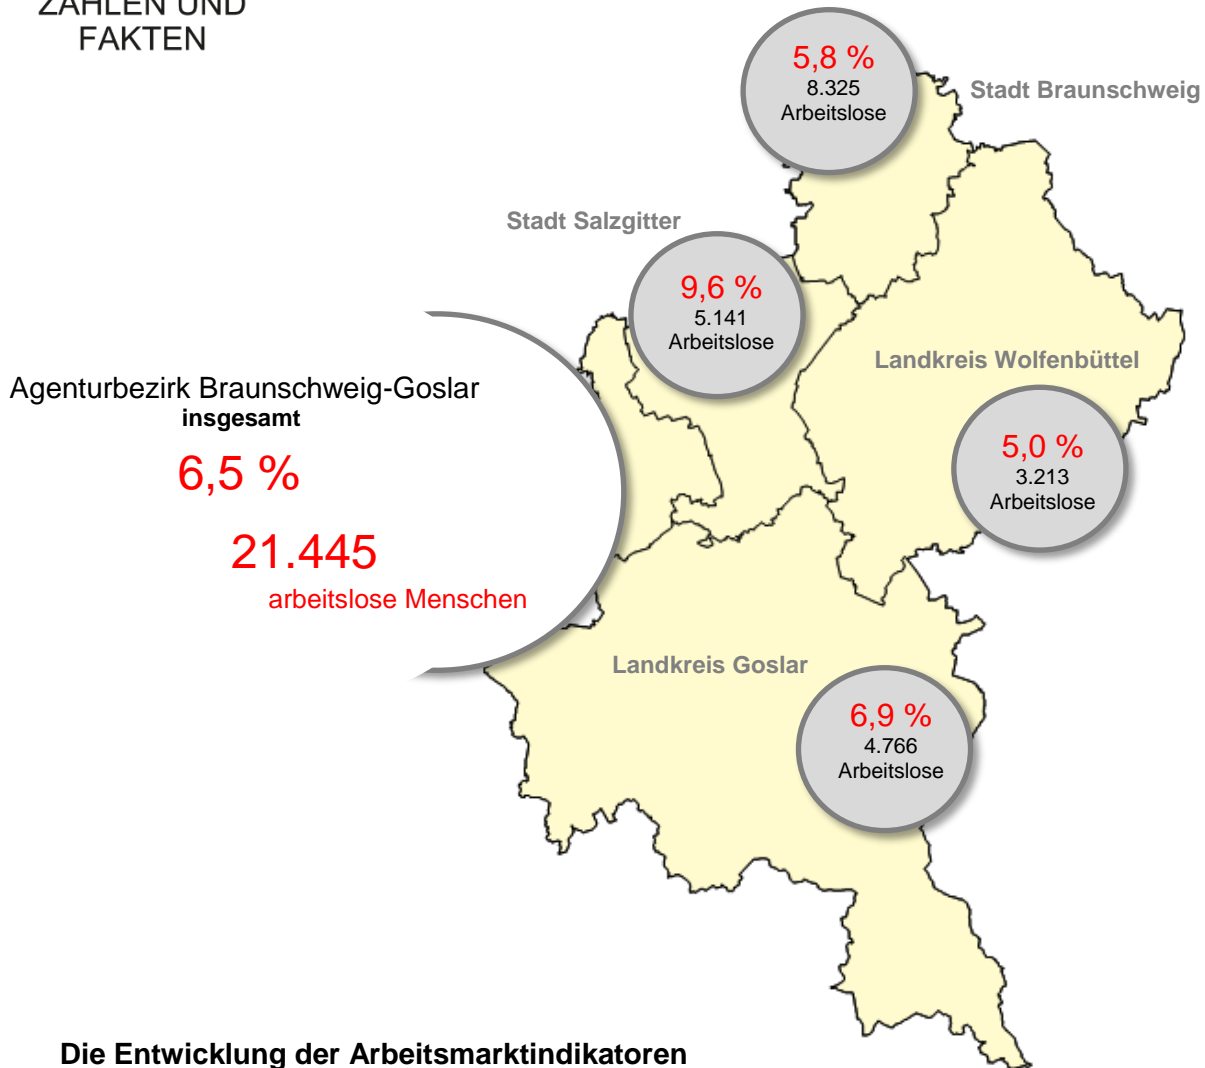 ZAHLEN UND
FAKTEN
5,8 %
8.325
Arbeitslose
Stadt Braunschweig
Stadt Salzgitter
9,6 %
5.141
Arbeitslose
Landkreis Wolfenbüttel
5,0 %
3.213
Arbeitslose
Agenturbezirk Braunschweig-Goslar
insgesamt
6,5 %
21.445
arbeitslose Menschen
Landkreis Goslar
6,9 %
4.766
Arbeitslose
Die Entwicklung der Arbeitsmarktindikatoren